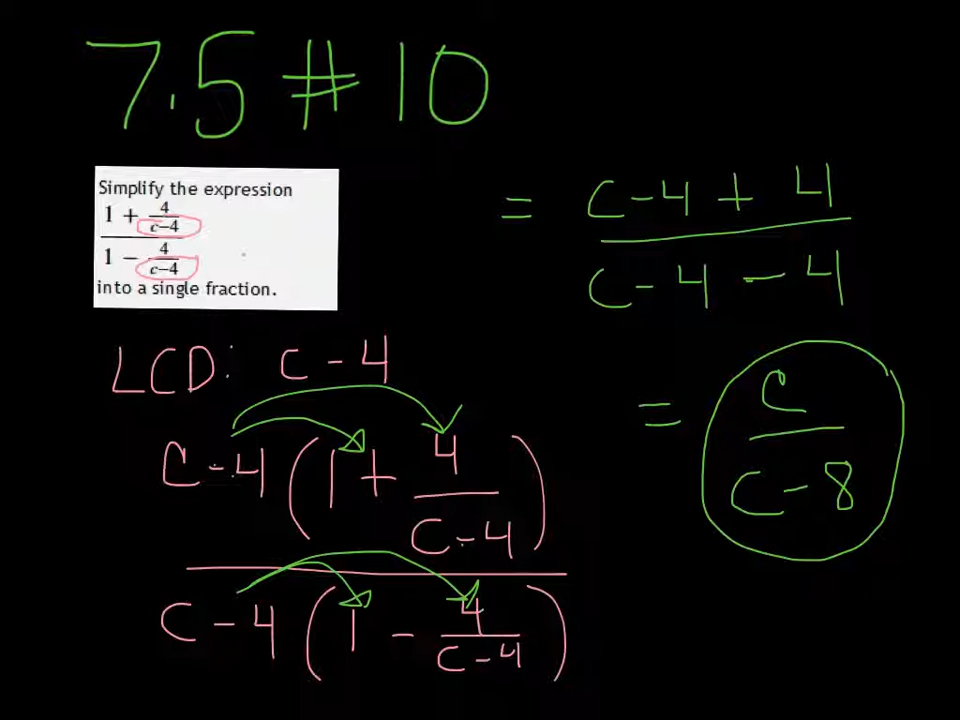 7.5 # 10
Simplify the expression
1 + 4/(c-4)
1 - 4/(c-4)
into a single fraction.
LCD: c - 4
c - 4 (1 + 4/(c - 4))
c - 4 (1 - 4/(c - 4))
= (c - 4 + 4)/(c - 4 - 4)
= c/(c - 8)